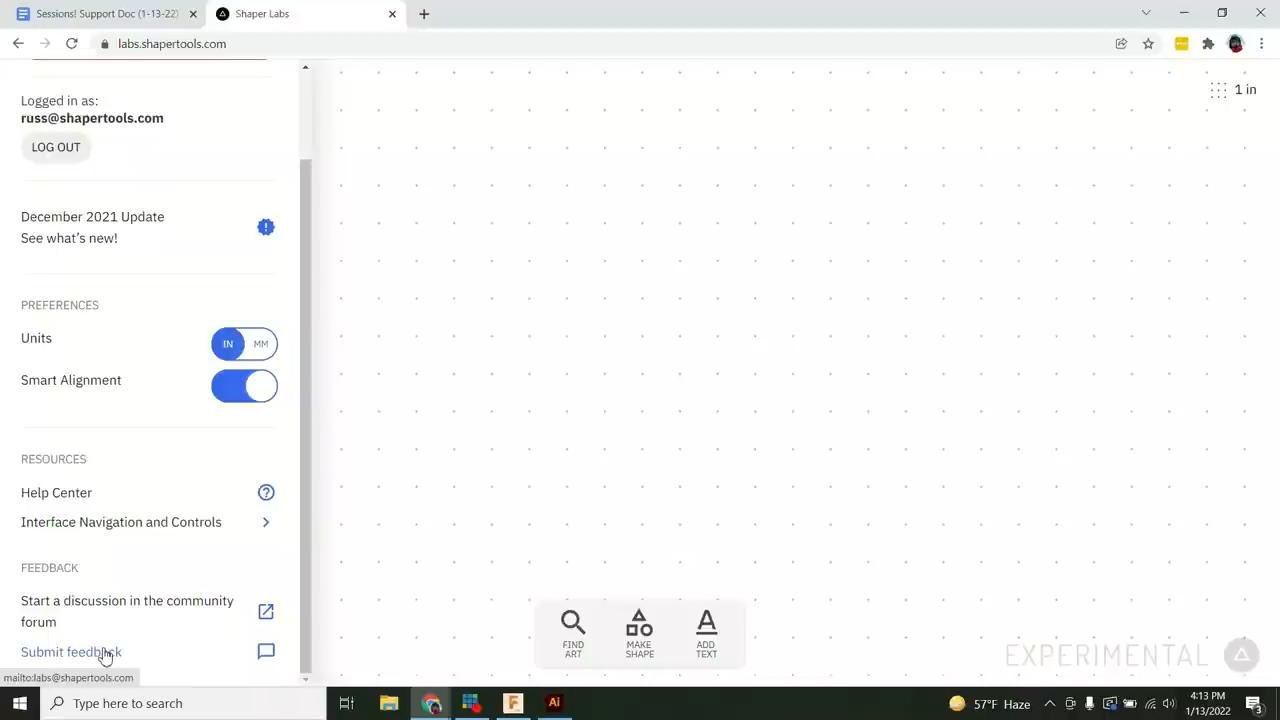 Sessions! Support Doc (1-13-22)
Shaper Labs
labs.shapertools.com
1 in
Logged in as:
russ@shapertools.com
LOG OUT
December 2021 Update
See what's new!
PREFERENCES
Units
IN
MM
Smart Alignment
RESOURCES
Help Center
Interface Navigation and Controls
FEEDBACK
Start a discussion in the community
forum
Submit feedback
mailto:labs@shapertools.com
FIND
ART
MAKE
SHAPE
ADD
TEXT
EXPERIMENTAL
Type here to search
F
Ai
57°F Haze
4:13 PM
1/13/2022
3